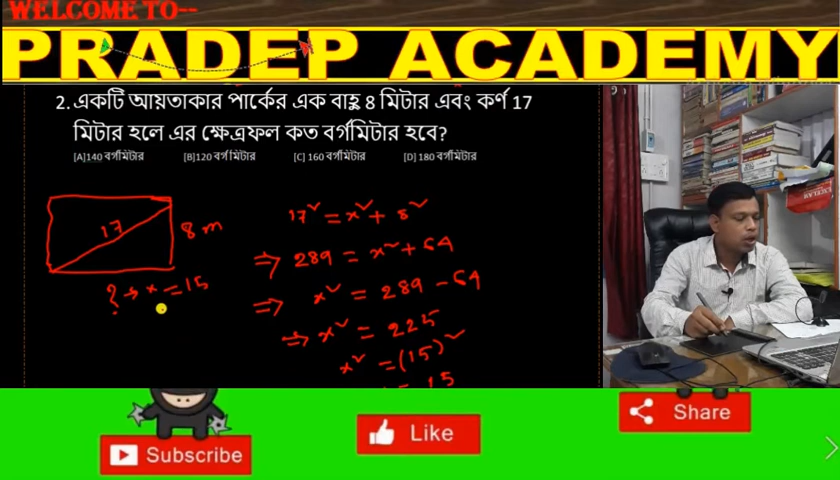 WELCOME TO--
PRADEP ACADEMY
2. একটি আয়তাকার পার্কের এক বাহু 8 মিটার এবং কর্ণ 17
মিটার হলে এর ক্ষেত্রফল কত বর্গমিটার হবে?
[A]140 বর্গমিটার [B]120 বর্গমিটার [C] 160 বর্গমিটার [D] 180 বর্গমিটার
17 8 m
? → x = 15
17² = x² + 8²
⇒ 289 = x² + 64
⇒ x² = 289 - 64
⇒ x² = 225
x² = (15)²
= 15
Subscribe
Like
Share